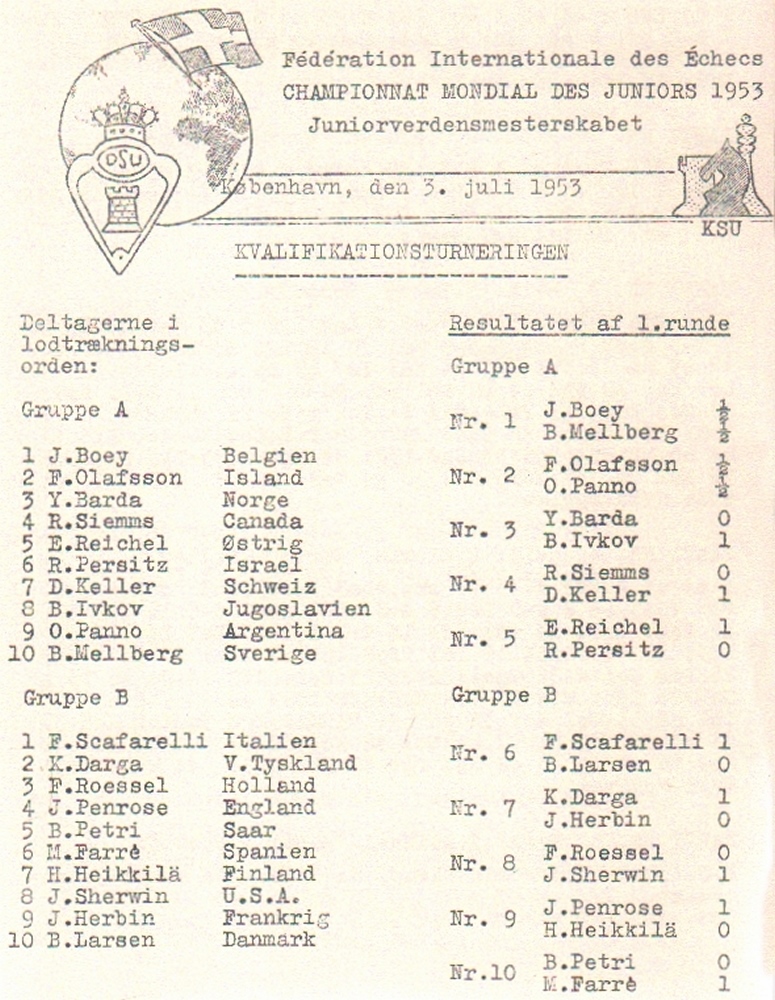 Fédération Internationale des Échecs
CHAMPIONNAT MONDIAL DES JUNIORS 1953
Juniorverdensmesterskabet
DSU
København, den 3. juli 1953
KSU
KVALIFIKATIONSTURNERINGEN
Deltagerne i
lodtræknings-
orden:
Gruppe A
1 J.Boey Belgien
2 F.Olafsson Island
3 Y.Barda Norge
4 R.Siemms Canada
5 E.Reichel Østrig
6 R.Persitz Israel
7 D.Keller Schweiz
8 B.Ivkov Jugoslavien
9 O.Panno Argentina
10 B.Mellberg Sverige
Gruppe B
1 F.Scafarelli Italien
2 K.Darga V.Tyskland
3 F.Roessel Holland
4 J.Penrose England
5 B.Petri Saar
6 M.Farrè Spanien
7 H.Heikkilä Finland
8 J.Sherwin U.S.A.
9 J.Herbin Frankrig
10 B.Larsen Danmark
Resultatet af 1.runde
Gruppe A
Nr. 1 J.Boey ½
B.Mellberg ½
Nr. 2 F.Olafsson ½
O.Panno ½
Nr. 3 Y.Barda 0
B.Ivkov 1
Nr. 4 R.Siemms 0
D.Keller 1
Nr. 5 E.Reichel 1
R.Persitz 0
Gruppe B
Nr. 6 F.Scafarelli 1
B.Larsen 0
Nr. 7 K.Darga 1
J.Herbin 0
Nr. 8 F.Roessel 0
J.Sherwin 1
Nr. 9 J.Penrose 1
H.Heikkilä 0
Nr.10 B.Petri 0
M.Farrè 1